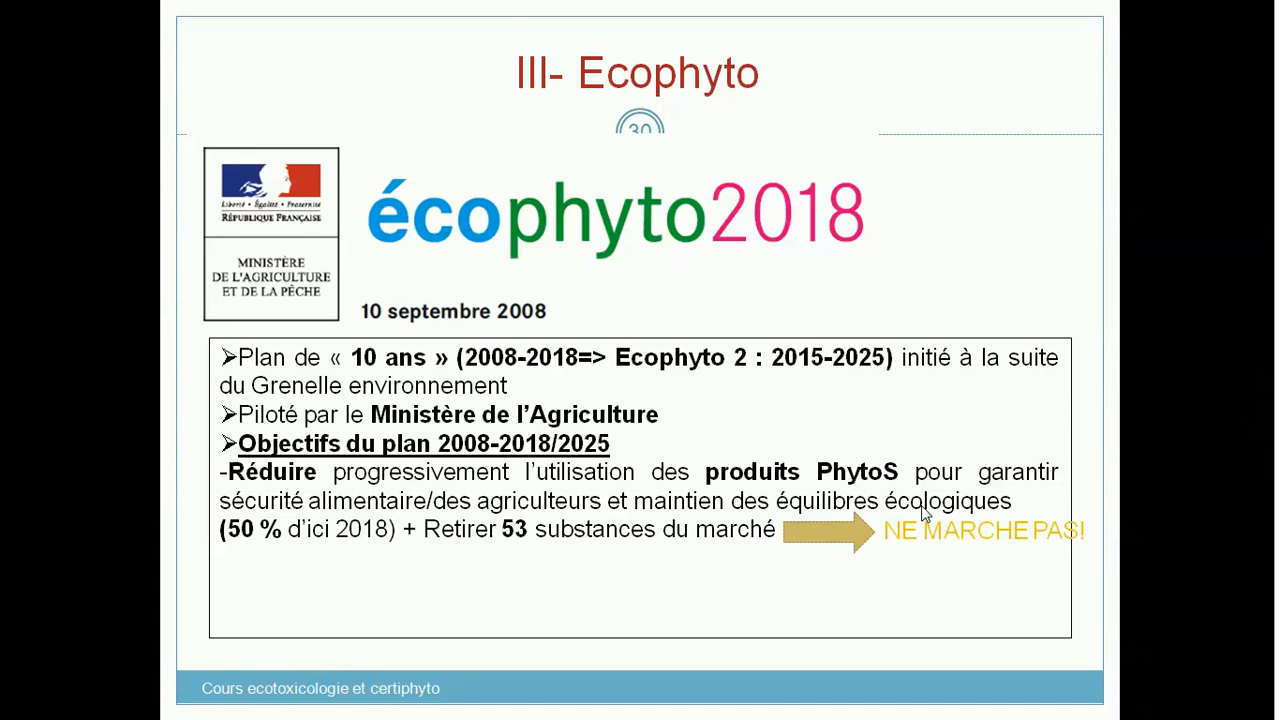 III- Ecophyto
30
Liberté • Égalité • Fraternité
RÉPUBLIQUE FRANÇAISE
MINISTÈRE
DE L'AGRICULTURE
ET DE LA PÊCHE
écophyto2018
10 septembre 2008
➢Plan de « 10 ans » (2008-2018=> Ecophyto 2 : 2015-2025) initié à la suite
du Grenelle environnement
➢Piloté par le Ministère de l’Agriculture
➢Objectifs du plan 2008-2018/2025
-Réduire progressivement l’utilisation des produits PhytoS pour garantir
sécurité alimentaire/des agriculteurs et maintien des équilibres écologiques
(50 % d’ici 2018) + Retirer 53 substances du marché NE MARCHE PAS!
Cours ecotoxicologie et certiphyto